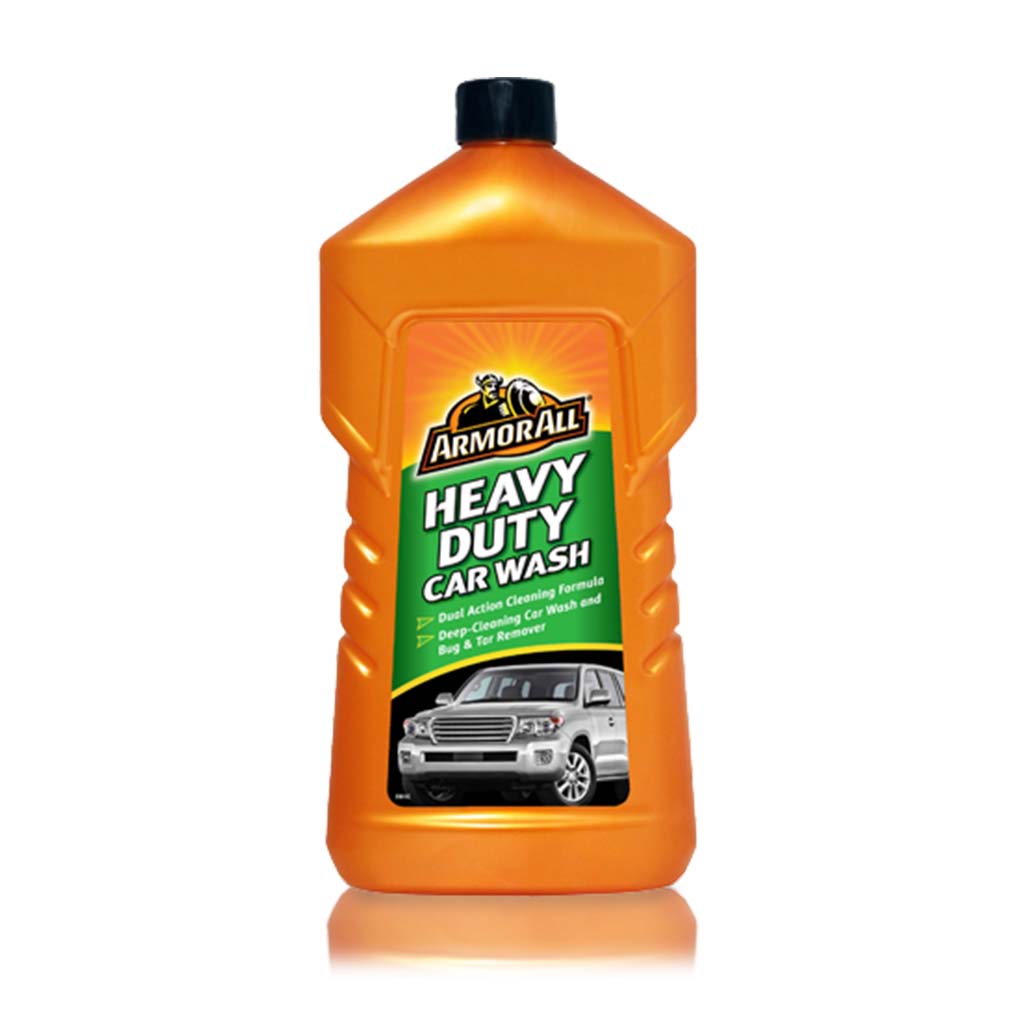 ARMORALL®
HEAVY
DUTY
CAR WASH
Dual Action Cleaning Formula
Deep-Cleaning Car Wash and
Bug & Tar Remover